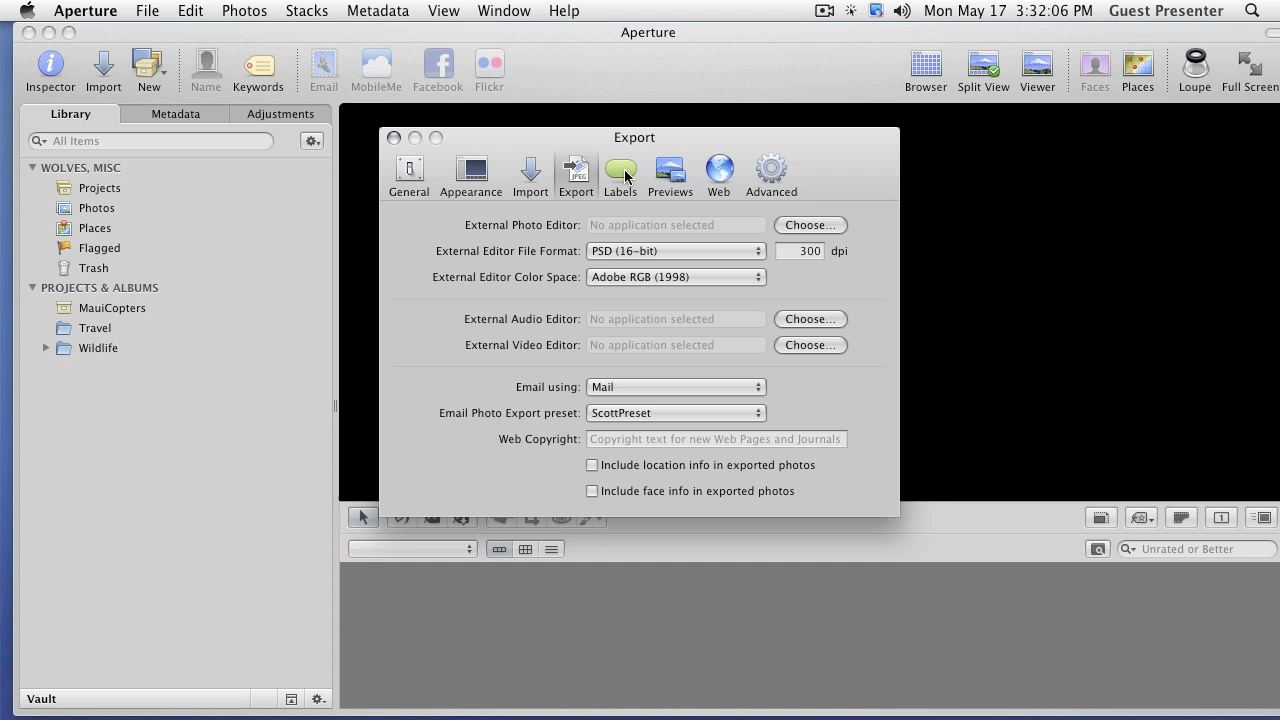 Aperture File Edit Photos Stacks Metadata View Window Help Mon May 17 3:32:06 PM Guest Presenter
Aperture
Inspector Import New Name Keywords Email MobileMe Facebook Flickr Browser Split View Viewer Faces Places Loupe Full Screen
Library Metadata Adjustments
All Items
WOLVES, MISC
Projects
Photos
Places
Flagged
Trash
PROJECTS & ALBUMS
MauiCopters
Travel
Wildlife
Vault
Export
General Appearance Import Export Labels Previews Web Advanced
JPEG
External Photo Editor: No application selected Choose...
External Editor File Format: PSD (16-bit) 300 dpi
External Editor Color Space: Adobe RGB (1998)
External Audio Editor: No application selected Choose...
External Video Editor: No application selected Choose...
Email using: Mail
Email Photo Export preset: ScottPreset
Web Copyright: Copyright text for new Web Pages and Journals
Include location info in exported photos
Include face info in exported photos
1
Unrated or Better